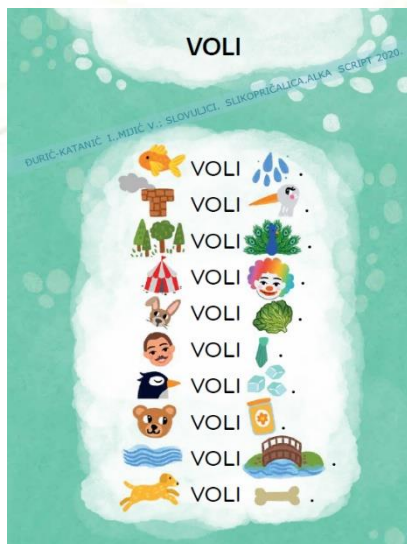 VOLI
ĐURIĆ-KATANIĆ I.,MIJIĆ V.: SLOVULJCI. SLIKOPRIČALICA.ALKA SCRIPT 2020.
VOLI .
VOLI .
VOLI .
VOLI .
VOLI .
VOLI .
VOLI .
VOLI .
VOLI .
VOLI .